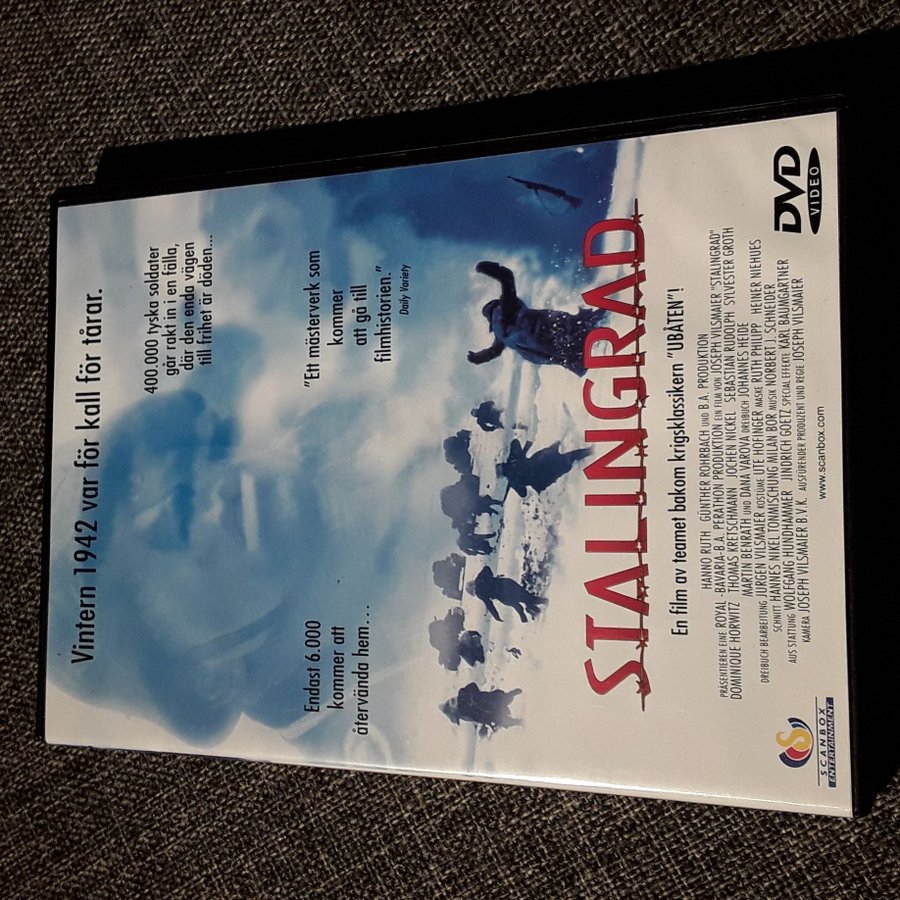 Vintern 1942 var för kall för tårar.
400.000 tyska soldater
går rakt in i en fälla,
där den enda vägen
till frihet är döden...
Endast 6.000
kommer att
återvända hem...
"Ett mästerverk som
kommer
att gå till
filmhistorien."
Daily Variety
STALINGRAD
En film av teamet bakom krigsklassikern "UBÅTEN"!
HANNO RUTH GÜNTHER ROHRBACH UND B.A. PRODUKTION
PRÄSENTIEREN EINE ROYAL-BAVARIA-B.A. PERATHON PRODUKTION EIN FILM VON JOSEPH VILSMAIER "STALINGRAD"
DOMINIQUE HORWITZ THOMAS KRETSCHMANN JOCHEN NICKEL SEBASTIAN RUDOLPH SYLVESTER GROTH
MARTIN BENRATH UND DANA VAROVA DREIBUCH JOHANNES HEIDE
DREIBUCH BEARBEITUNG JÜRGEN VILSMAIER KOSTÜME UTE HOFINGER MASKE RUTH PHILIPP HEINER NIEHUES
SCHNITT HANNES NIKEL TONMISCHUNG MILAN BOR MUSIK NORBERT J. SCHNEDER
AUS STATTUNG WOLFGANG HUNDHAMMER JINDRICH GOETZ SPECIAL EFFEKTE KARL BAUMGARTNER
KAMERA JOSEPH VILSMAIER B.V.K. AUSFÜRENDER PRODUZENT UND REGIE JOSEPH VILSMAIER
S
SCANBOX
ENTERTAINMENT
www.scanbox.com
DVD
VIDEO